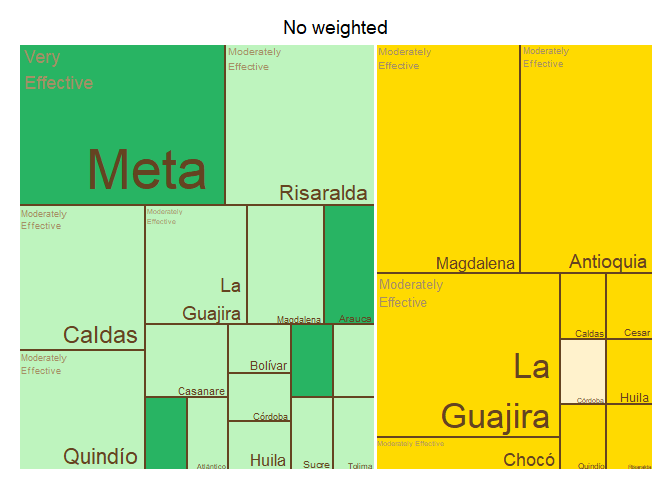 No weighted
Very
Effective
Meta
Moderately
Effective
Risaralda
Moderately
Effective
Caldas
Moderately
Effective
La
Guajira
Magdalena
Arauca
Moderately
Effective
Quindío
Casanare
Bolívar
Córdoba
Atlántico
Huila
Sucre
Tolima
Moderately
Effective
Magdalena
Moderately
Effective
Antioquia
Moderately
Effective
La
Guajira
Caldas
Cesar
Córdoba
Huila
Moderately Effective
Chocó
Quindío
Risaralda